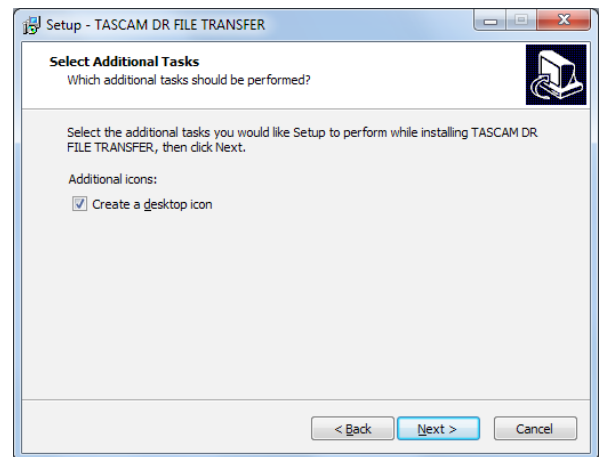 Setup - TASCAM DR FILE TRANSFER
Select Additional Tasks
Which additional tasks should be performed?
Select the additional tasks you would like Setup to perform while installing TASCAM DR
FILE TRANSFER, then click Next.
Additional icons:
Create a desktop icon
< Back
Next >
Cancel